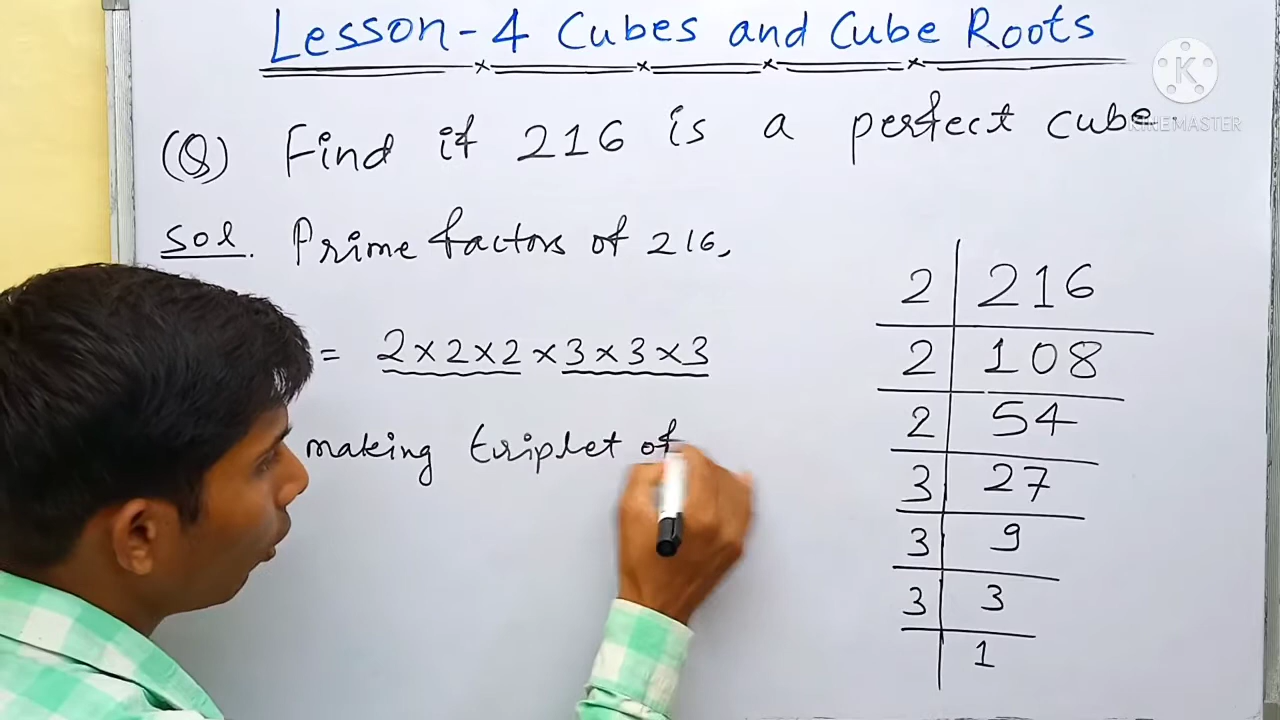 Lesson-4 Cubes and Cube Roots
(Q) Find if 216 is a perfect cube.
Sol. Prime factors of 216,
= 2×2×2×3×3×3
making triplet of
2 | 216
2 | 108
2 | 54
3 | 27
3 | 9
3 | 3
1
K
KINEMASTER